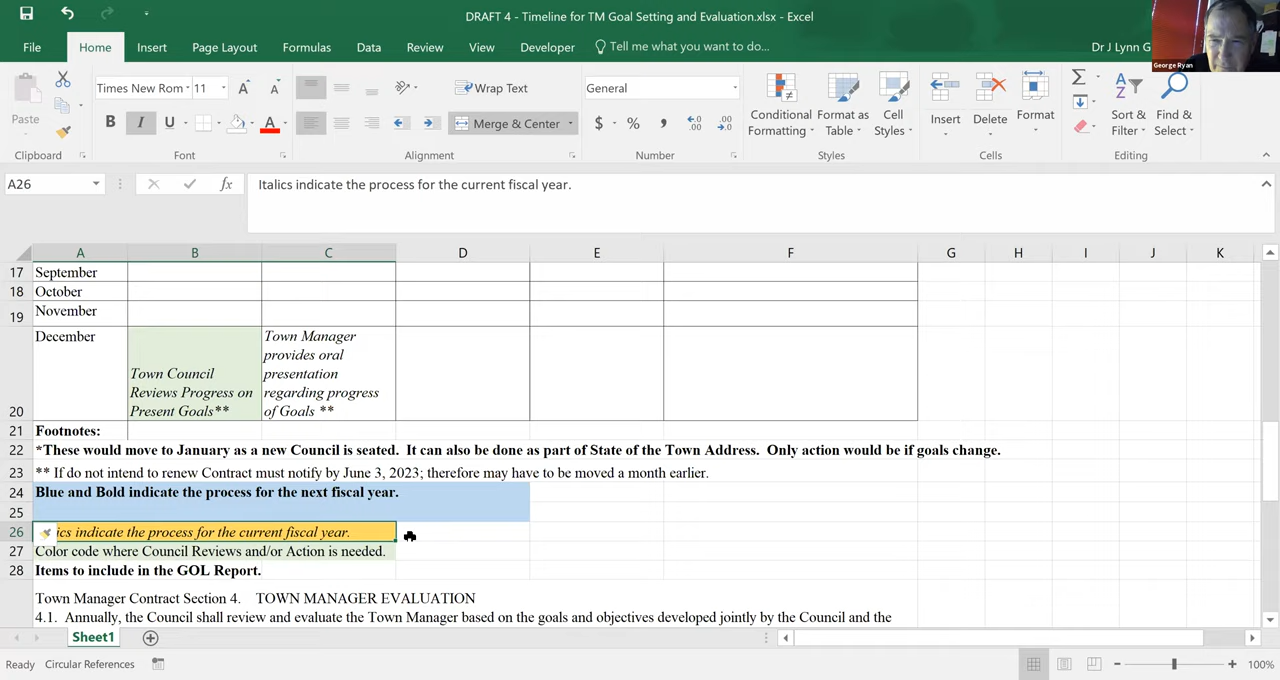 DRAFT 4 - Timeline for TM Goal Setting and Evaluation.xlsx - Excel
George Ryan
File Home Insert Page Layout Formulas Data Review View Developer Tell me what you want to do... Dr J Lynn G
Times New Rom 11 Wrap Text General
Paste B I U A Merge & Center $ % , Conditional Formatting Format as Table Cell Styles Insert Delete Format Sort & Filter Find & Select
Clipboard Font Alignment Number Styles Cells Editing
A26 fx Italics indicate the process for the current fiscal year.
A B C D E F G H I J K
17 September
18 October
19 November
20 December
Town Council
Reviews Progress on
Present Goals**
Town Manager
provides oral
presentation
regarding progress
of Goals **
21 Footnotes:
22 *These would move to January as a new Council is seated. It can also be done as part of State of the Town Address. Only action would be if goals change.
23 ** If do not intend to renew Contract must notify by June 3, 2023; therefore may have to be moved a month earlier.
24 Blue and Bold indicate the process for the next fiscal year.
25
26 ics indicate the process for the current fiscal year.
27 Color code where Council Reviews and/or Action is needed.
28 Items to include in the GOL Report.
Town Manager Contract Section 4. TOWN MANAGER EVALUATION
4.1. Annually, the Council shall review and evaluate the Town Manager based on the goals and objectives developed jointly by the Council and the
Sheet1
Ready Circular References 100%